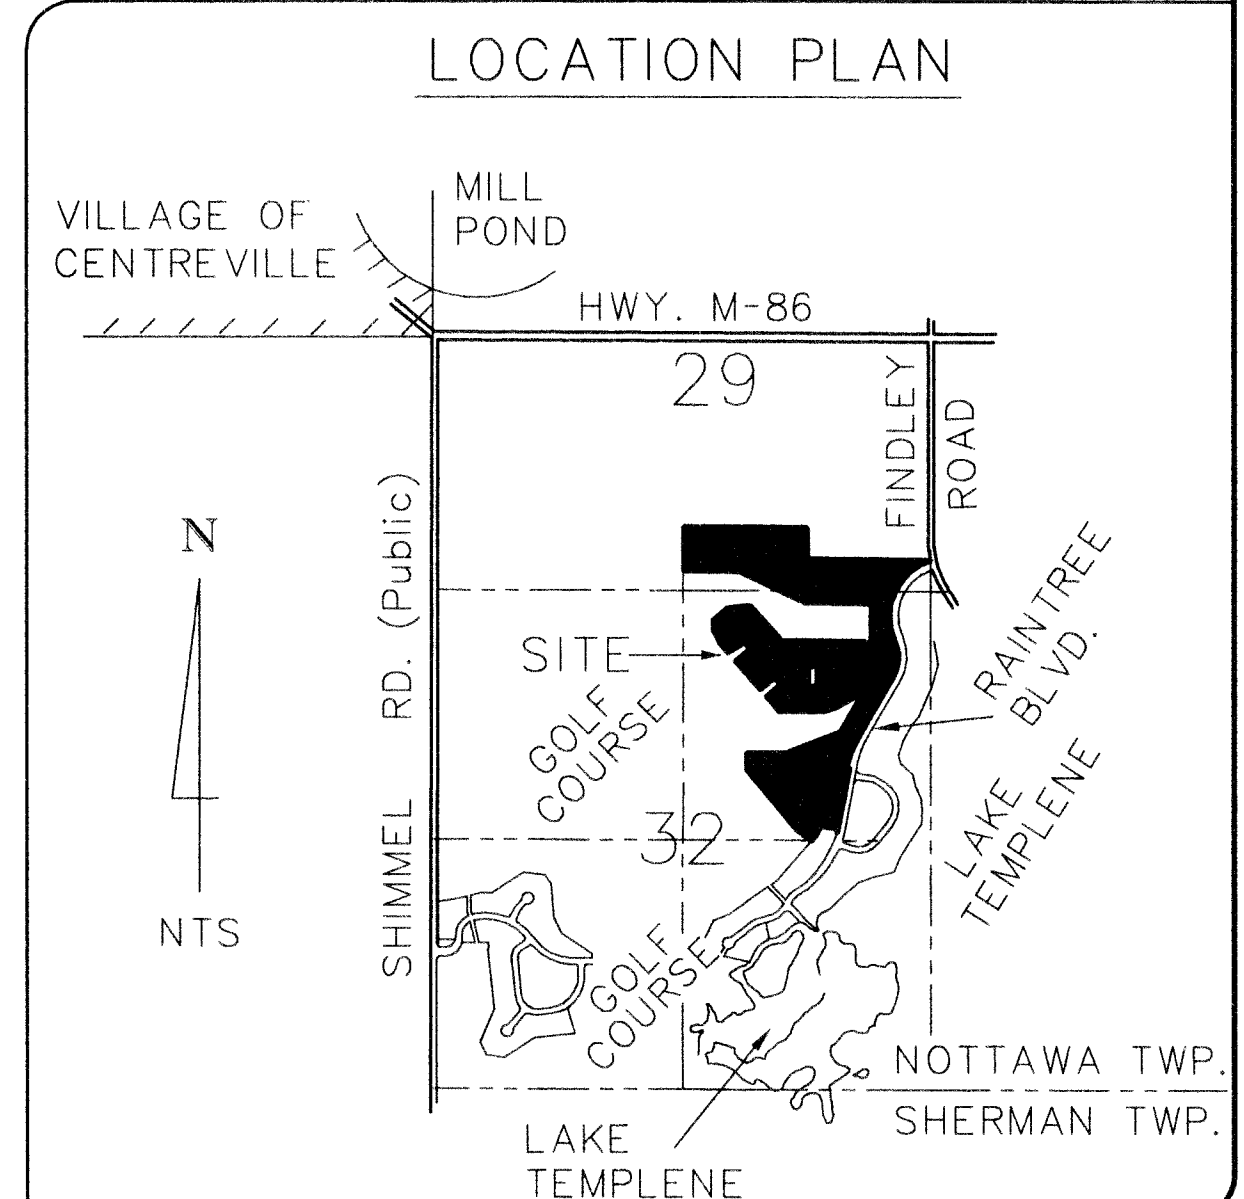 LOCATION PLAN
MILL
POND
VILLAGE OF
CENTREVILLE
HWY. M-86
29
FINDLEY
ROAD
N
NTS
SHIMMEL RD. (Public)
SITE
RAINTREE
BLVD.
GOLF
COURSE
LAKE
TEMPLENE
32
GOLF
COURSE
NOTTAWA TWP.
SHERMAN TWP.
LAKE
TEMPLENE